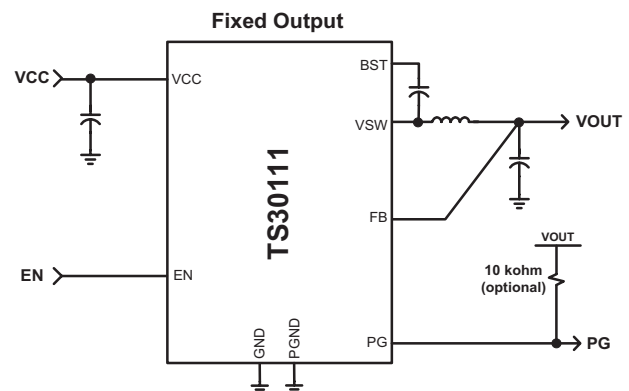 Fixed Output
BST
VCC
VCC
VSW
VOUT
TS30111
FB
VOUT
10 kohm
(optional)
EN
EN
GND
PGND
PG
PG